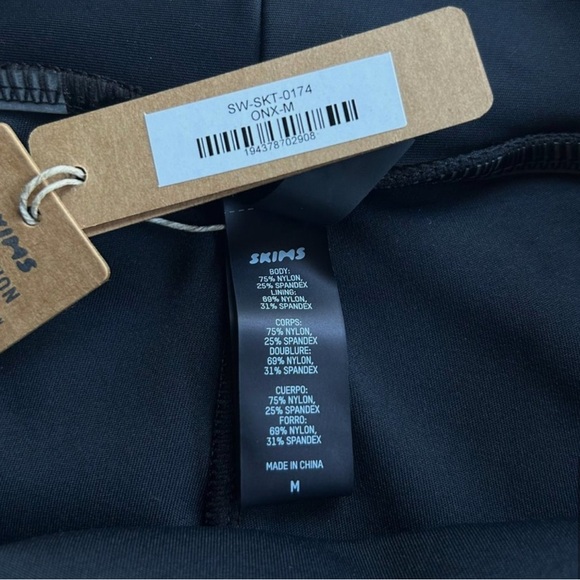 SW-SKT-0174
ONX-M
194378702908
SKIMS
SKIMS
BODY:
75% NYLON,
25% SPANDEX
LINING:
69% NYLON,
31% SPANDEX
CORPS:
75% NYLON,
25% SPANDEX
DOUBLURE:
69% NYLON,
31% SPANDEX
CUERPO:
75% NYLON,
25% SPANDEX
FORRO:
69% NYLON,
31% SPANDEX
MADE IN CHINA
M